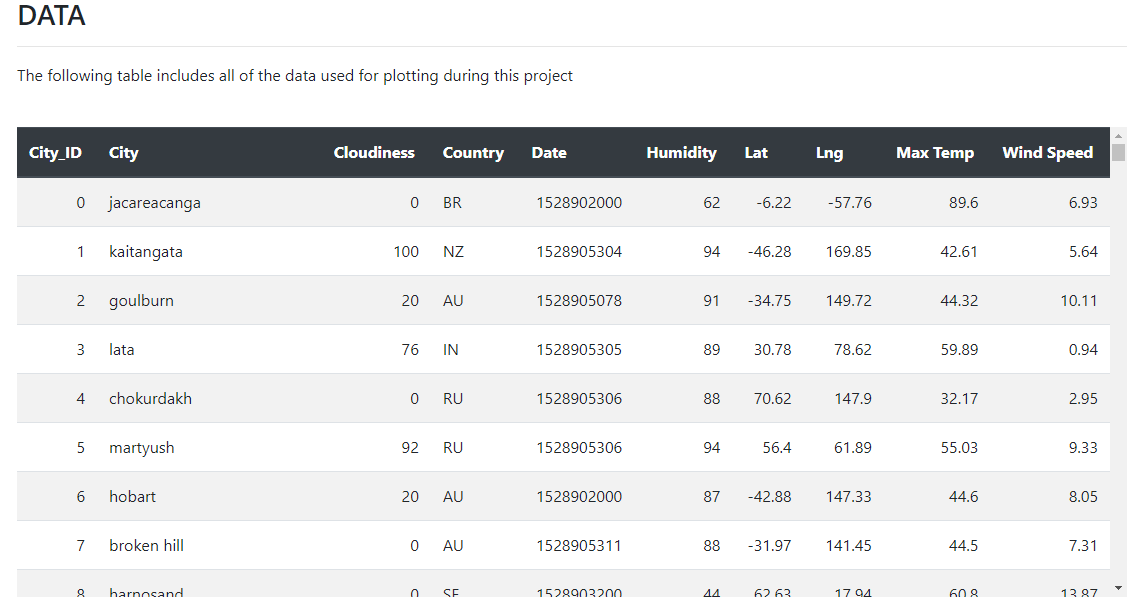 DATA
The following table includes all of the data used for plotting during this project
City_ID City Cloudiness Country Date Humidity Lat Lng Max Temp Wind Speed
0 jacareacanga 0 BR 1528902000 62 -6.22 -57.76 89.6 6.93
1 kaitangata 100 NZ 1528905304 94 -46.28 169.85 42.61 5.64
2 goulburn 20 AU 1528905078 91 -34.75 149.72 44.32 10.11
3 lata 76 IN 1528905305 89 30.78 78.62 59.89 0.94
4 chokurdakh 0 RU 1528905306 88 70.62 147.9 32.17 2.95
5 martyush 92 RU 1528905306 94 56.4 61.89 55.03 9.33
6 hobart 20 AU 1528902000 87 -42.88 147.33 44.6 8.05
7 broken hill 0 AU 1528905311 88 -31.97 141.45 44.5 7.31
8 harnosand 0 SE 1528903200 44 62.63 17.94 60.8 13.87